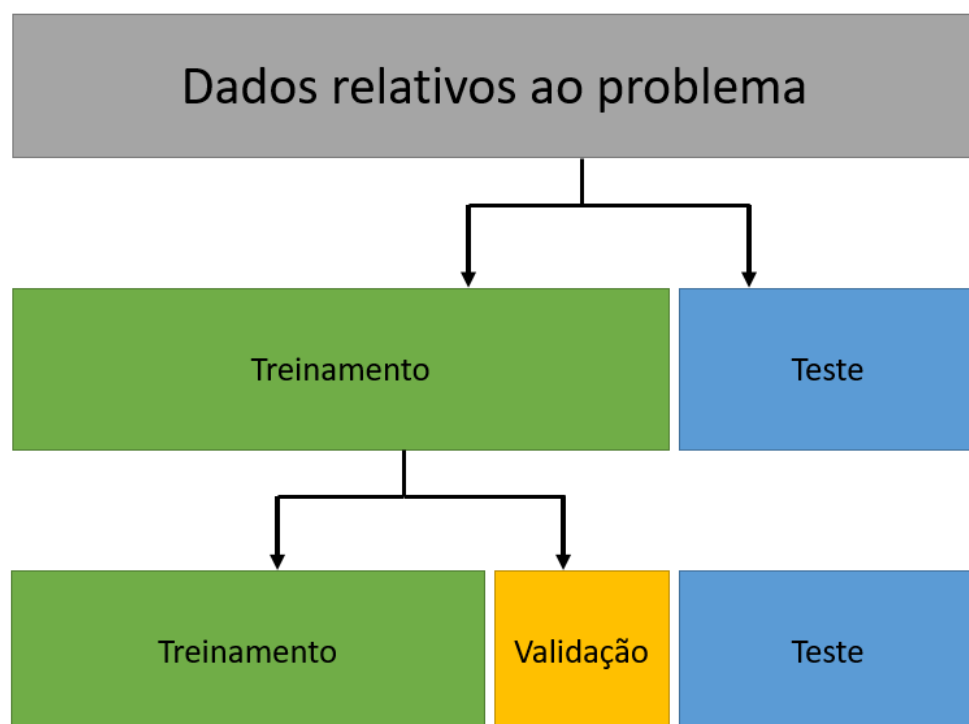 Dados relativos ao problema
Treinamento
Teste
Treinamento
Validação
Teste